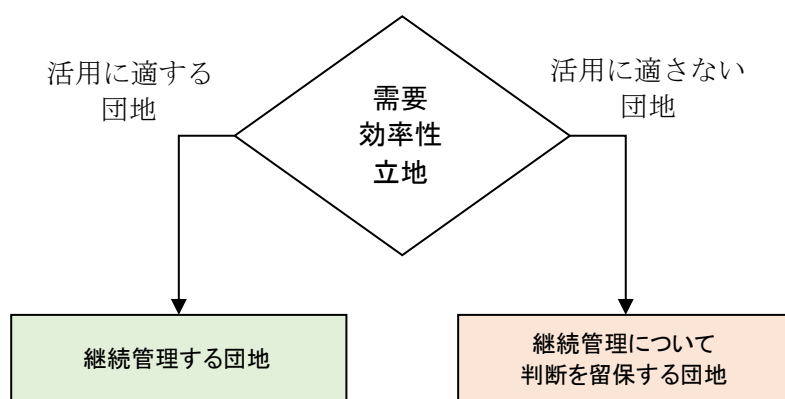 活用に適する
団地
需要
効率性
立地
活用に適さない
団地
継続管理する団地
継続管理について
判断を留保する団地